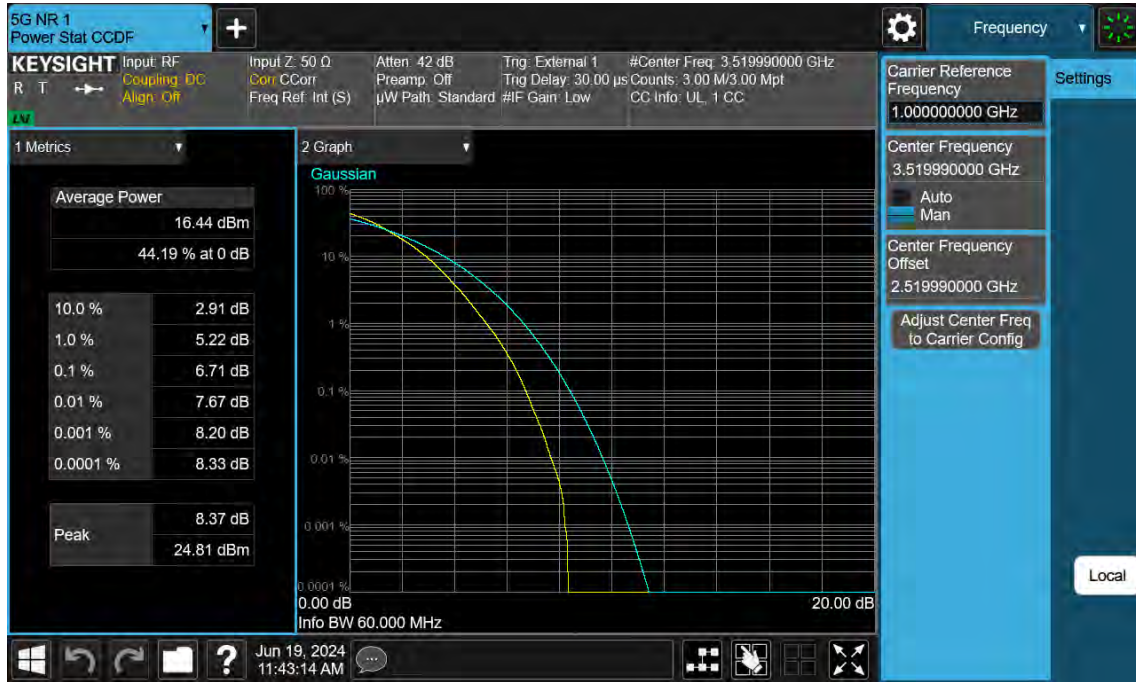 5G NR 1
Power Stat CCDF
+
Frequency
KEYSIGHT
R T
LXI
Input: RF
Coupling: DC
Align: Off
Input Z: 50 Ω
Corr CCorr
Freq Ref: Int (S)
Atten: 42 dB
Preamp: Off
µW Path: Standard
Trig: External 1
Trig Delay: 30.00 µs
#IF Gain: Low
#Center Freq: 3.519990000 GHz
Counts: 3.00 M/3.00 Mpt
CC Info: UL, 1 CC
1 Metrics
Average Power
16.44 dBm
44.19 % at 0 dB
10.0 % 2.91 dB
1.0 % 5.22 dB
0.1 % 6.71 dB
0.01 % 7.67 dB
0.001 % 8.20 dB
0.0001 % 8.33 dB
Peak
8.37 dB
24.81 dBm
2 Graph
Gaussian
100 %
10 %
1 %
0.1 %
0.01 %
0.001 %
0.0001 %
0.00 dB 20.00 dB
Info BW 60.000 MHz
Carrier Reference
Frequency
1.000000000 GHz
Center Frequency
3.519990000 GHz
Auto
Man
Center Frequency
Offset
2.519990000 GHz
Adjust Center Freq
to Carrier Config
Settings
Local
?
Jun 19, 2024
11:43:14 AM